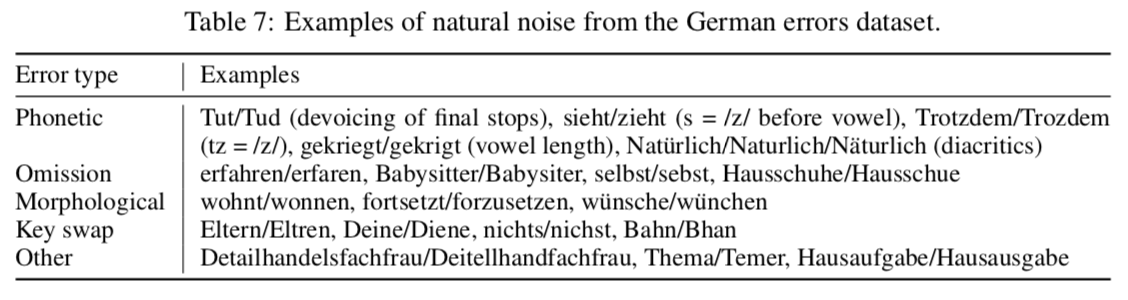 Table 7: Examples of natural noise from the German errors dataset.
Error type Examples
Phonetic Tut/Tud (devoicing of final stops), sieht/zieht (s = /z/ before vowel), Trotzdem/Trozdem
(tz = /z/), gekriegt/gekrigt (vowel length), Natürlich/Naturlich/Näturlich (diacritics)
Omission erfahren/erfaren, Babysitter/Babysiter, selbst/sebst, Hausschuhe/Hausschue
Morphological wohnt/wonnen, fortsetzt/forzusetzen, wünsche/wünchen
Key swap Eltern/Eltren, Deine/Diene, nichts/nichst, Bahn/Bhan
Other Detailhandelsfachfrau/Deitellhandfachfrau, Thema/Temer, Hausaufgabe/Hausausgabe